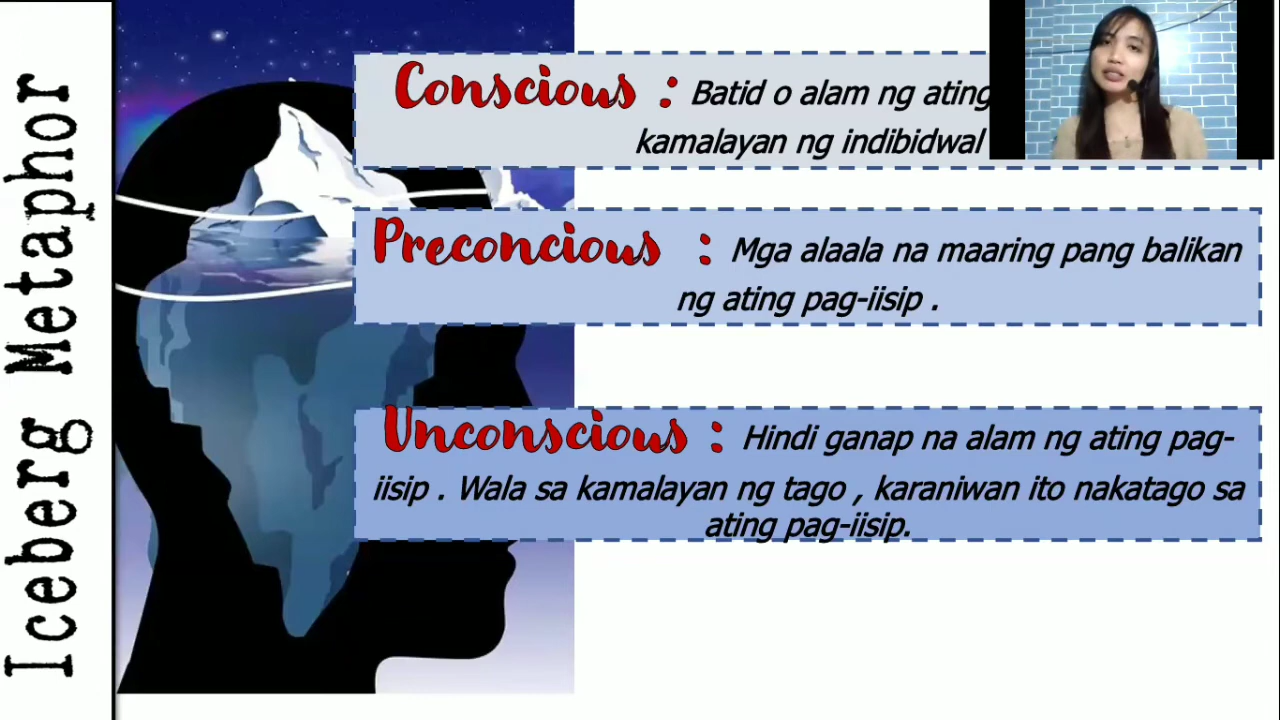 Iceberg Metaphor
Conscious : Batid o alam ng ating
kamalayan ng indibidwal
Preconcious : Mga alaala na maaring pang balikan
ng ating pag-iisip .
Unconscious : Hindi ganap na alam ng ating pag-
iisip . Wala sa kamalayan ng tago , karaniwan ito nakatago sa
ating pag-iisip.